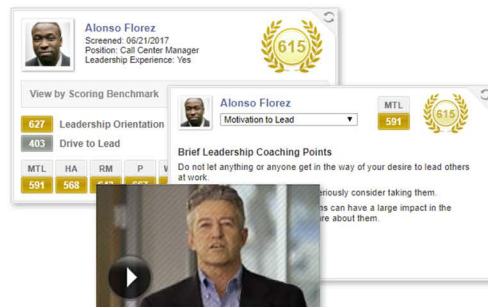 Alonso Florez
Screened: 06/21/2017
Position: Call Center Manager
Leadership Experience: Yes
615
View by Scoring Benchmark
627 Leadership Orientation
403 Drive to Lead
MTL HA RM P
591 568
Alonso Florez
Motivation to Lead
MTL
591
615
Brief Leadership Coaching Points
Do not let anything or anyone get in the way of your desire to lead others
at work.
eriously consider taking them.
ns can have a large impact in the
re about them.